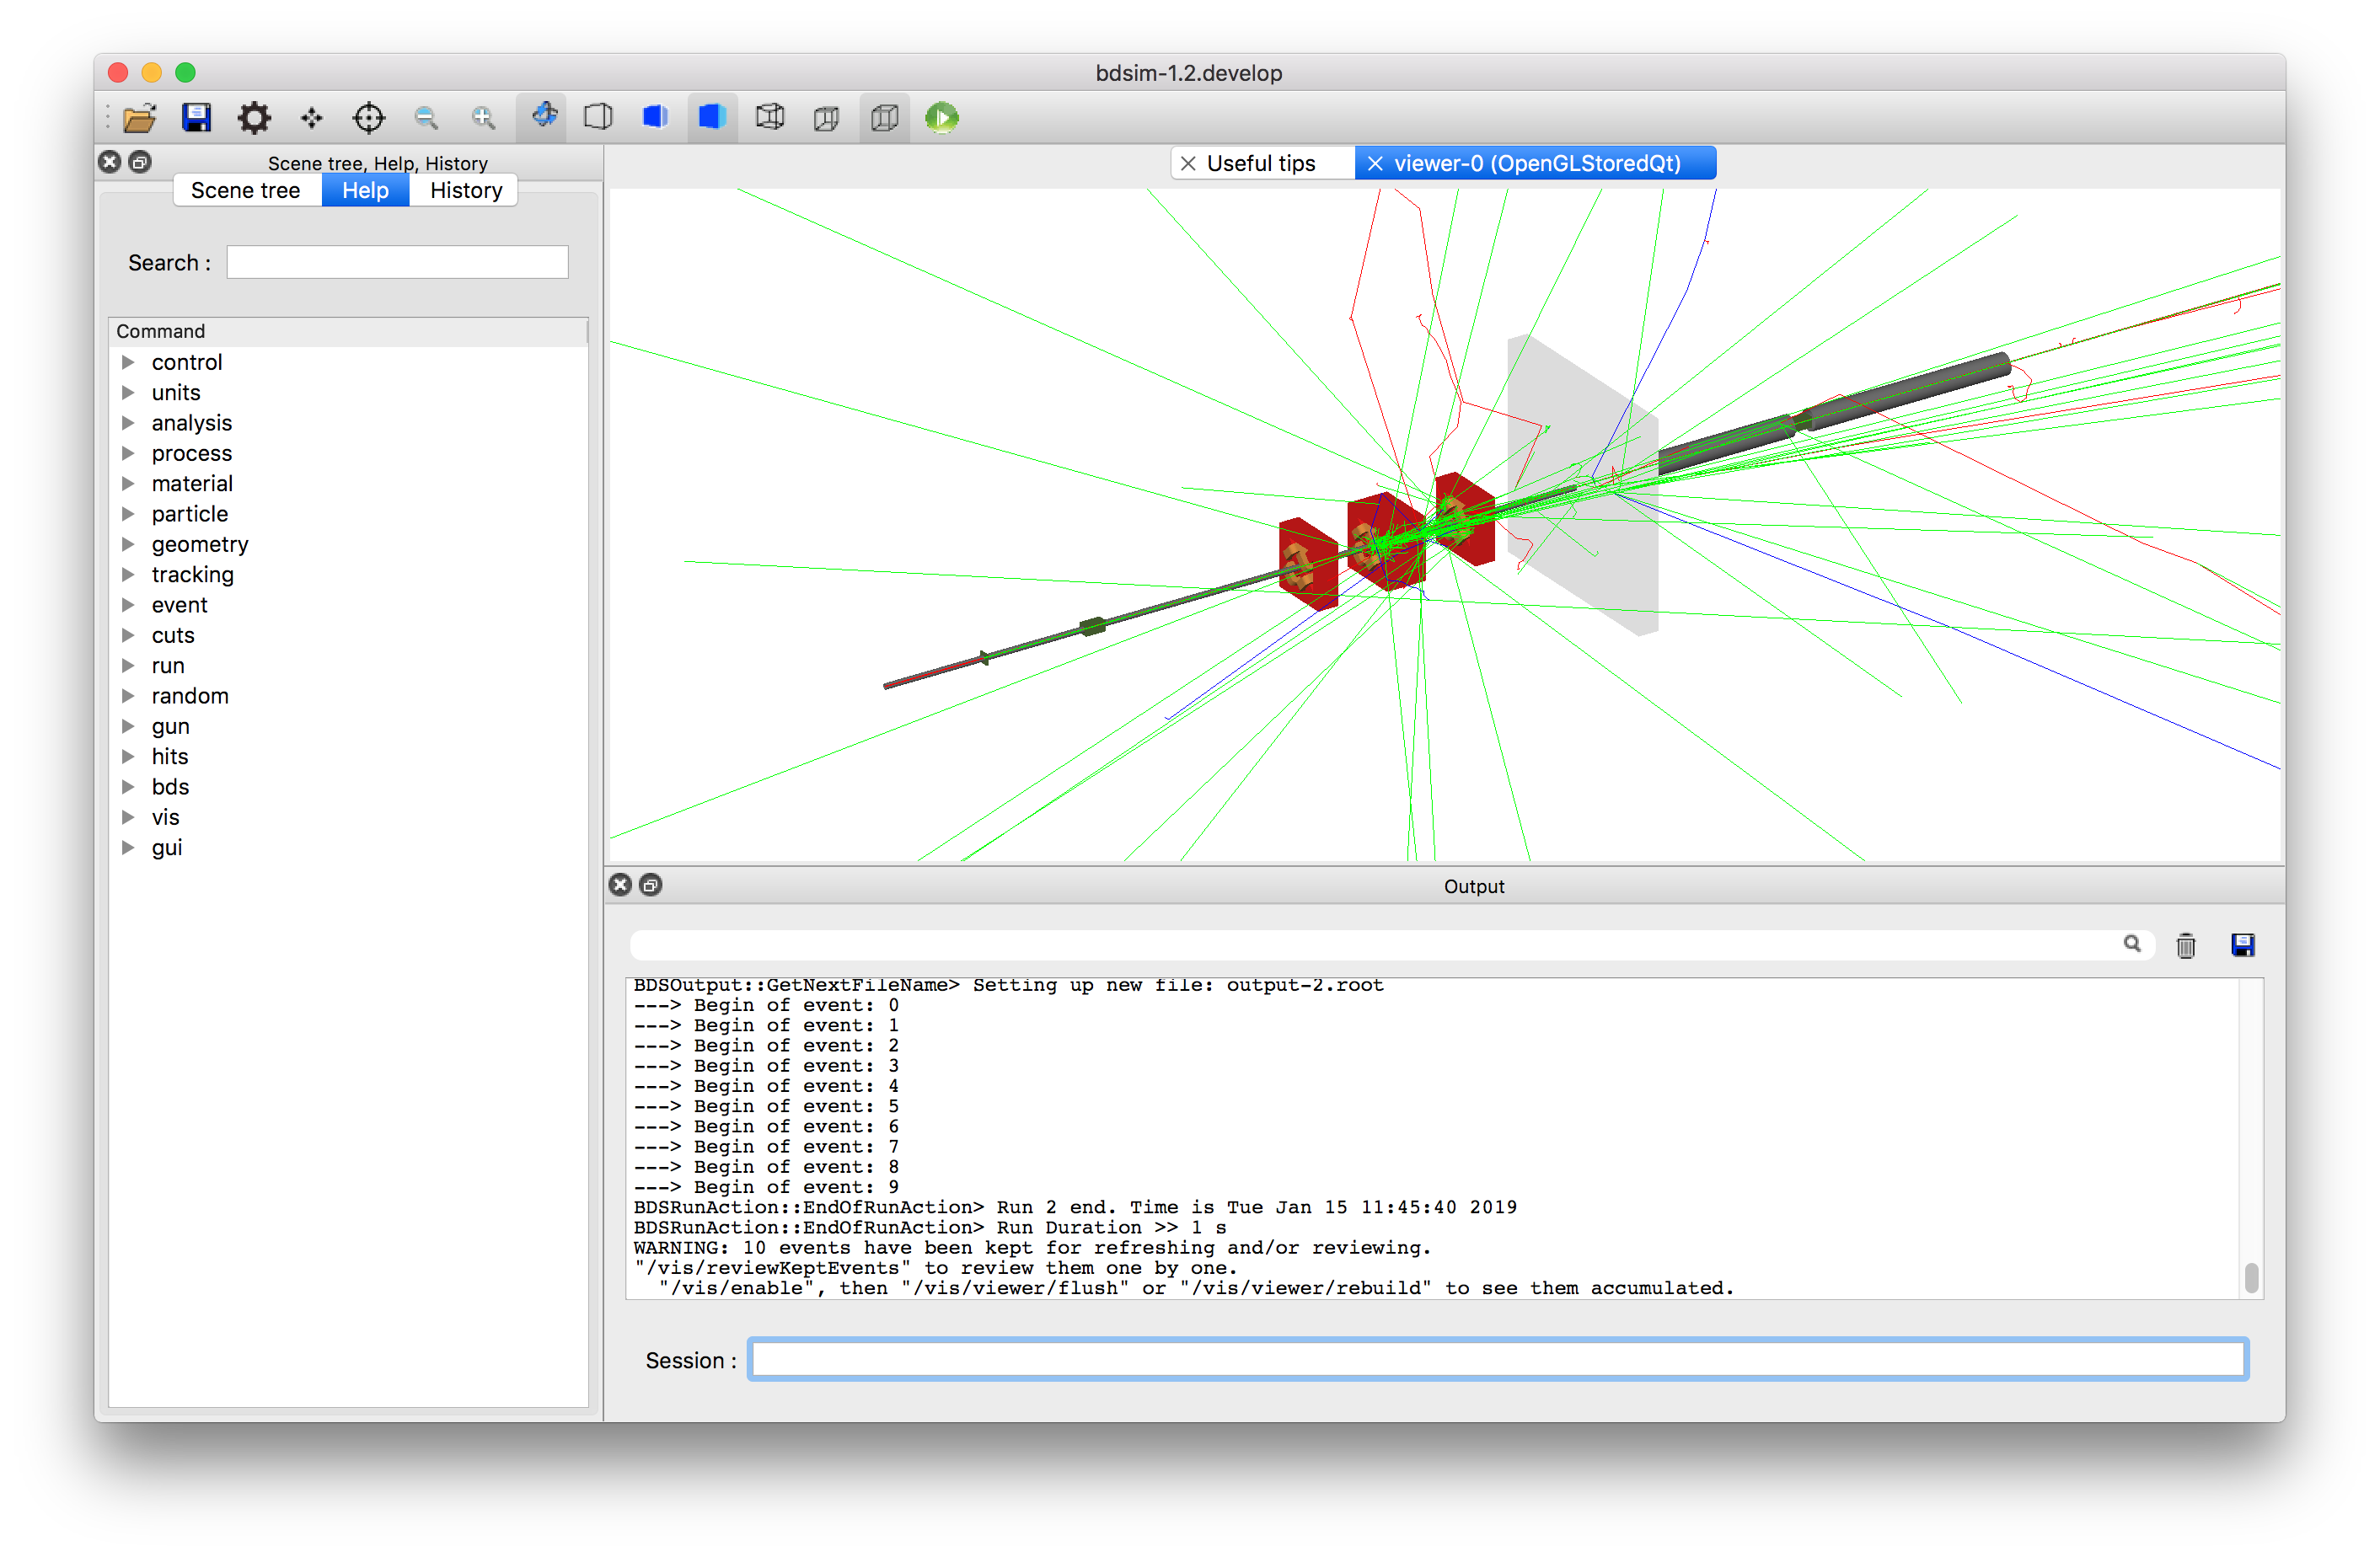 bdsim-1.2.develop
Scene tree, Help, History
Scene tree
Help
History
Search :
Command
control
units
analysis
process
material
particle
geometry
tracking
event
cuts
run
random
gun
hits
bds
vis
gui
Useful tips
viewer-0 (OpenGLStoredQt)
Output
BDSOutput::GetNextFileName> Setting up new file: output-2.root
---> Begin of event: 0
---> Begin of event: 1
---> Begin of event: 2
---> Begin of event: 3
---> Begin of event: 4
---> Begin of event: 5
---> Begin of event: 6
---> Begin of event: 7
---> Begin of event: 8
---> Begin of event: 9
BDSRunAction::EndOfRunAction> Run 2 end. Time is Tue Jan 15 11:45:40 2019
BDSRunAction::EndOfRunAction> Run Duration >> 1 s
WARNING: 10 events have been kept for refreshing and/or reviewing.
"/vis/reviewKeptEvents" to review them one by one.
"/vis/enable", then "/vis/viewer/flush" or "/vis/viewer/rebuild" to see them accumulated.
Session :